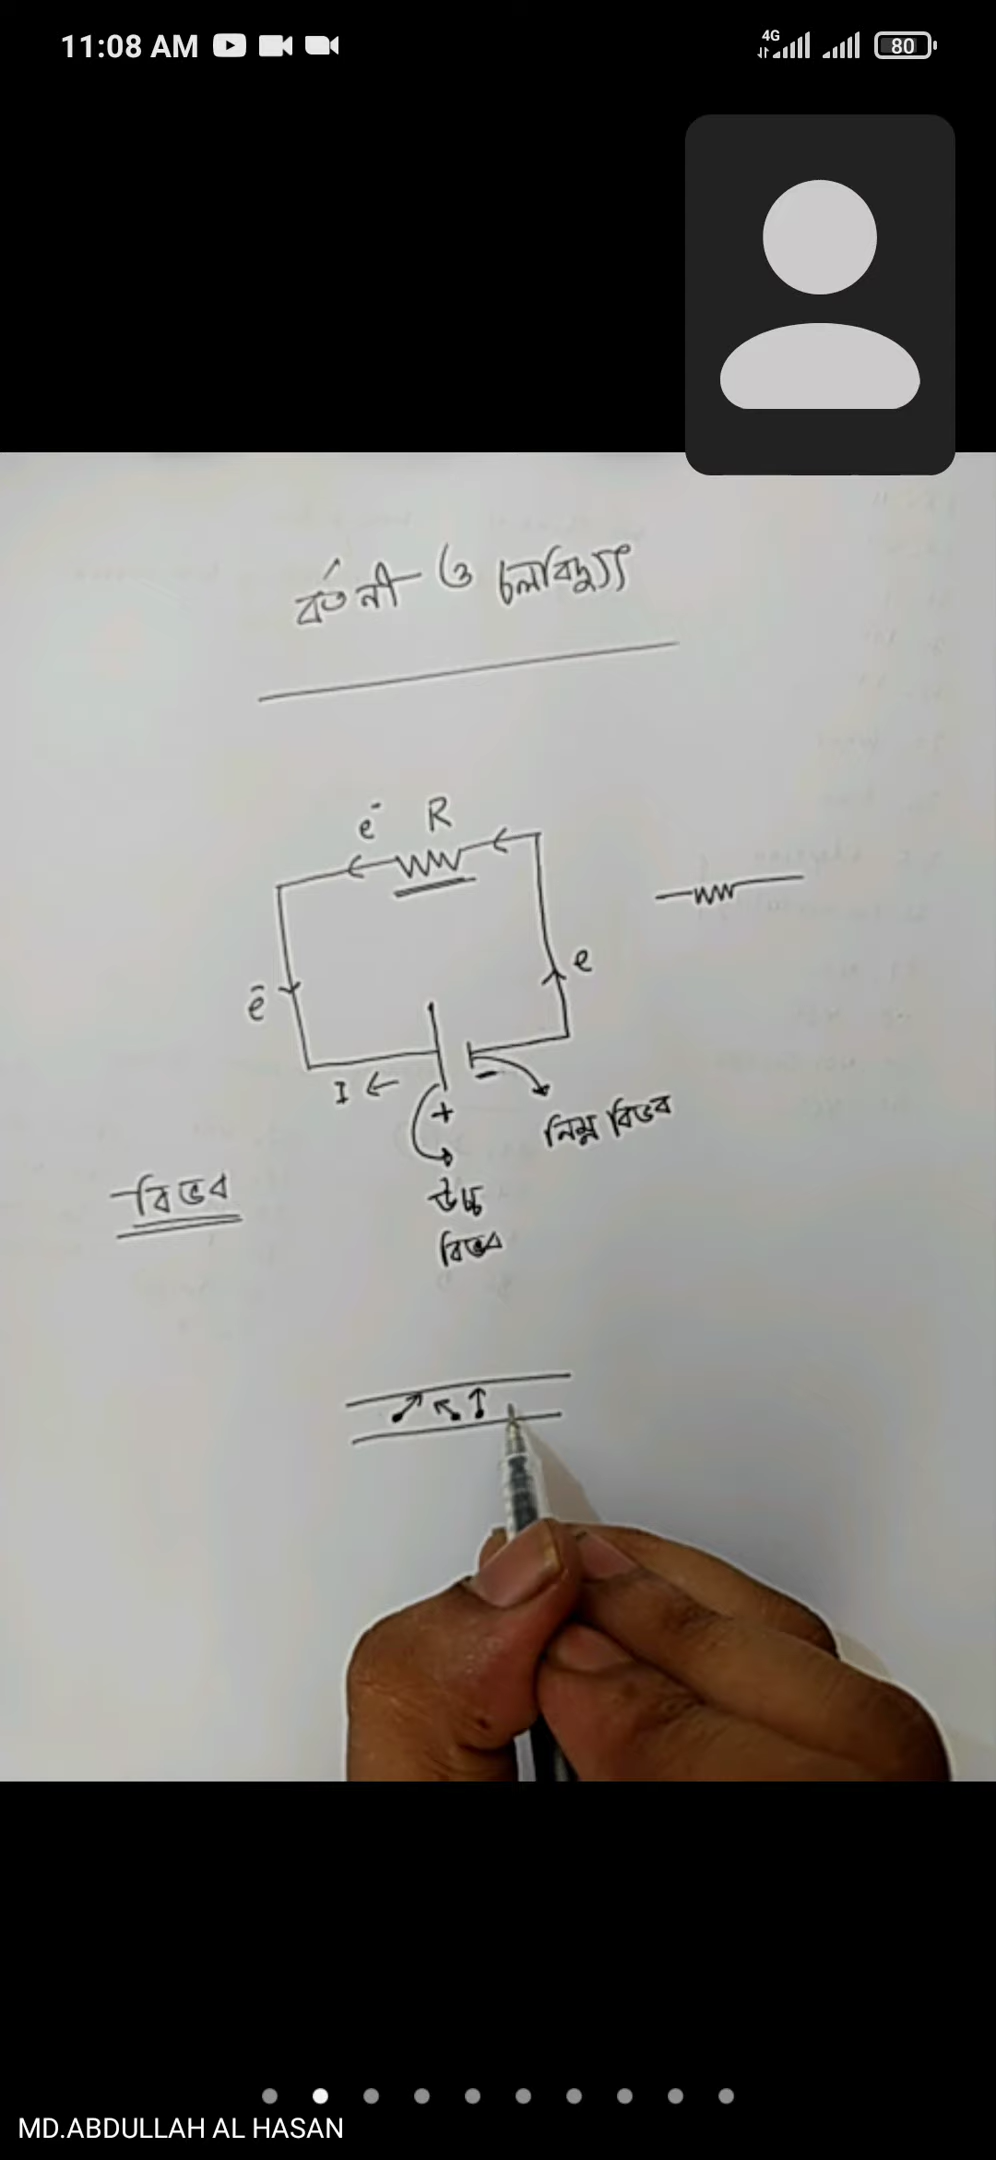 11:08 AM
4G
80
বর্তনী ও চলবিদ্যুৎ
e⁻ R
e
e⁻
I ←
+
-
নিম্ন বিভব
বিভব
উচ্চ
বিভব
MD.ABDULLAH AL HASAN